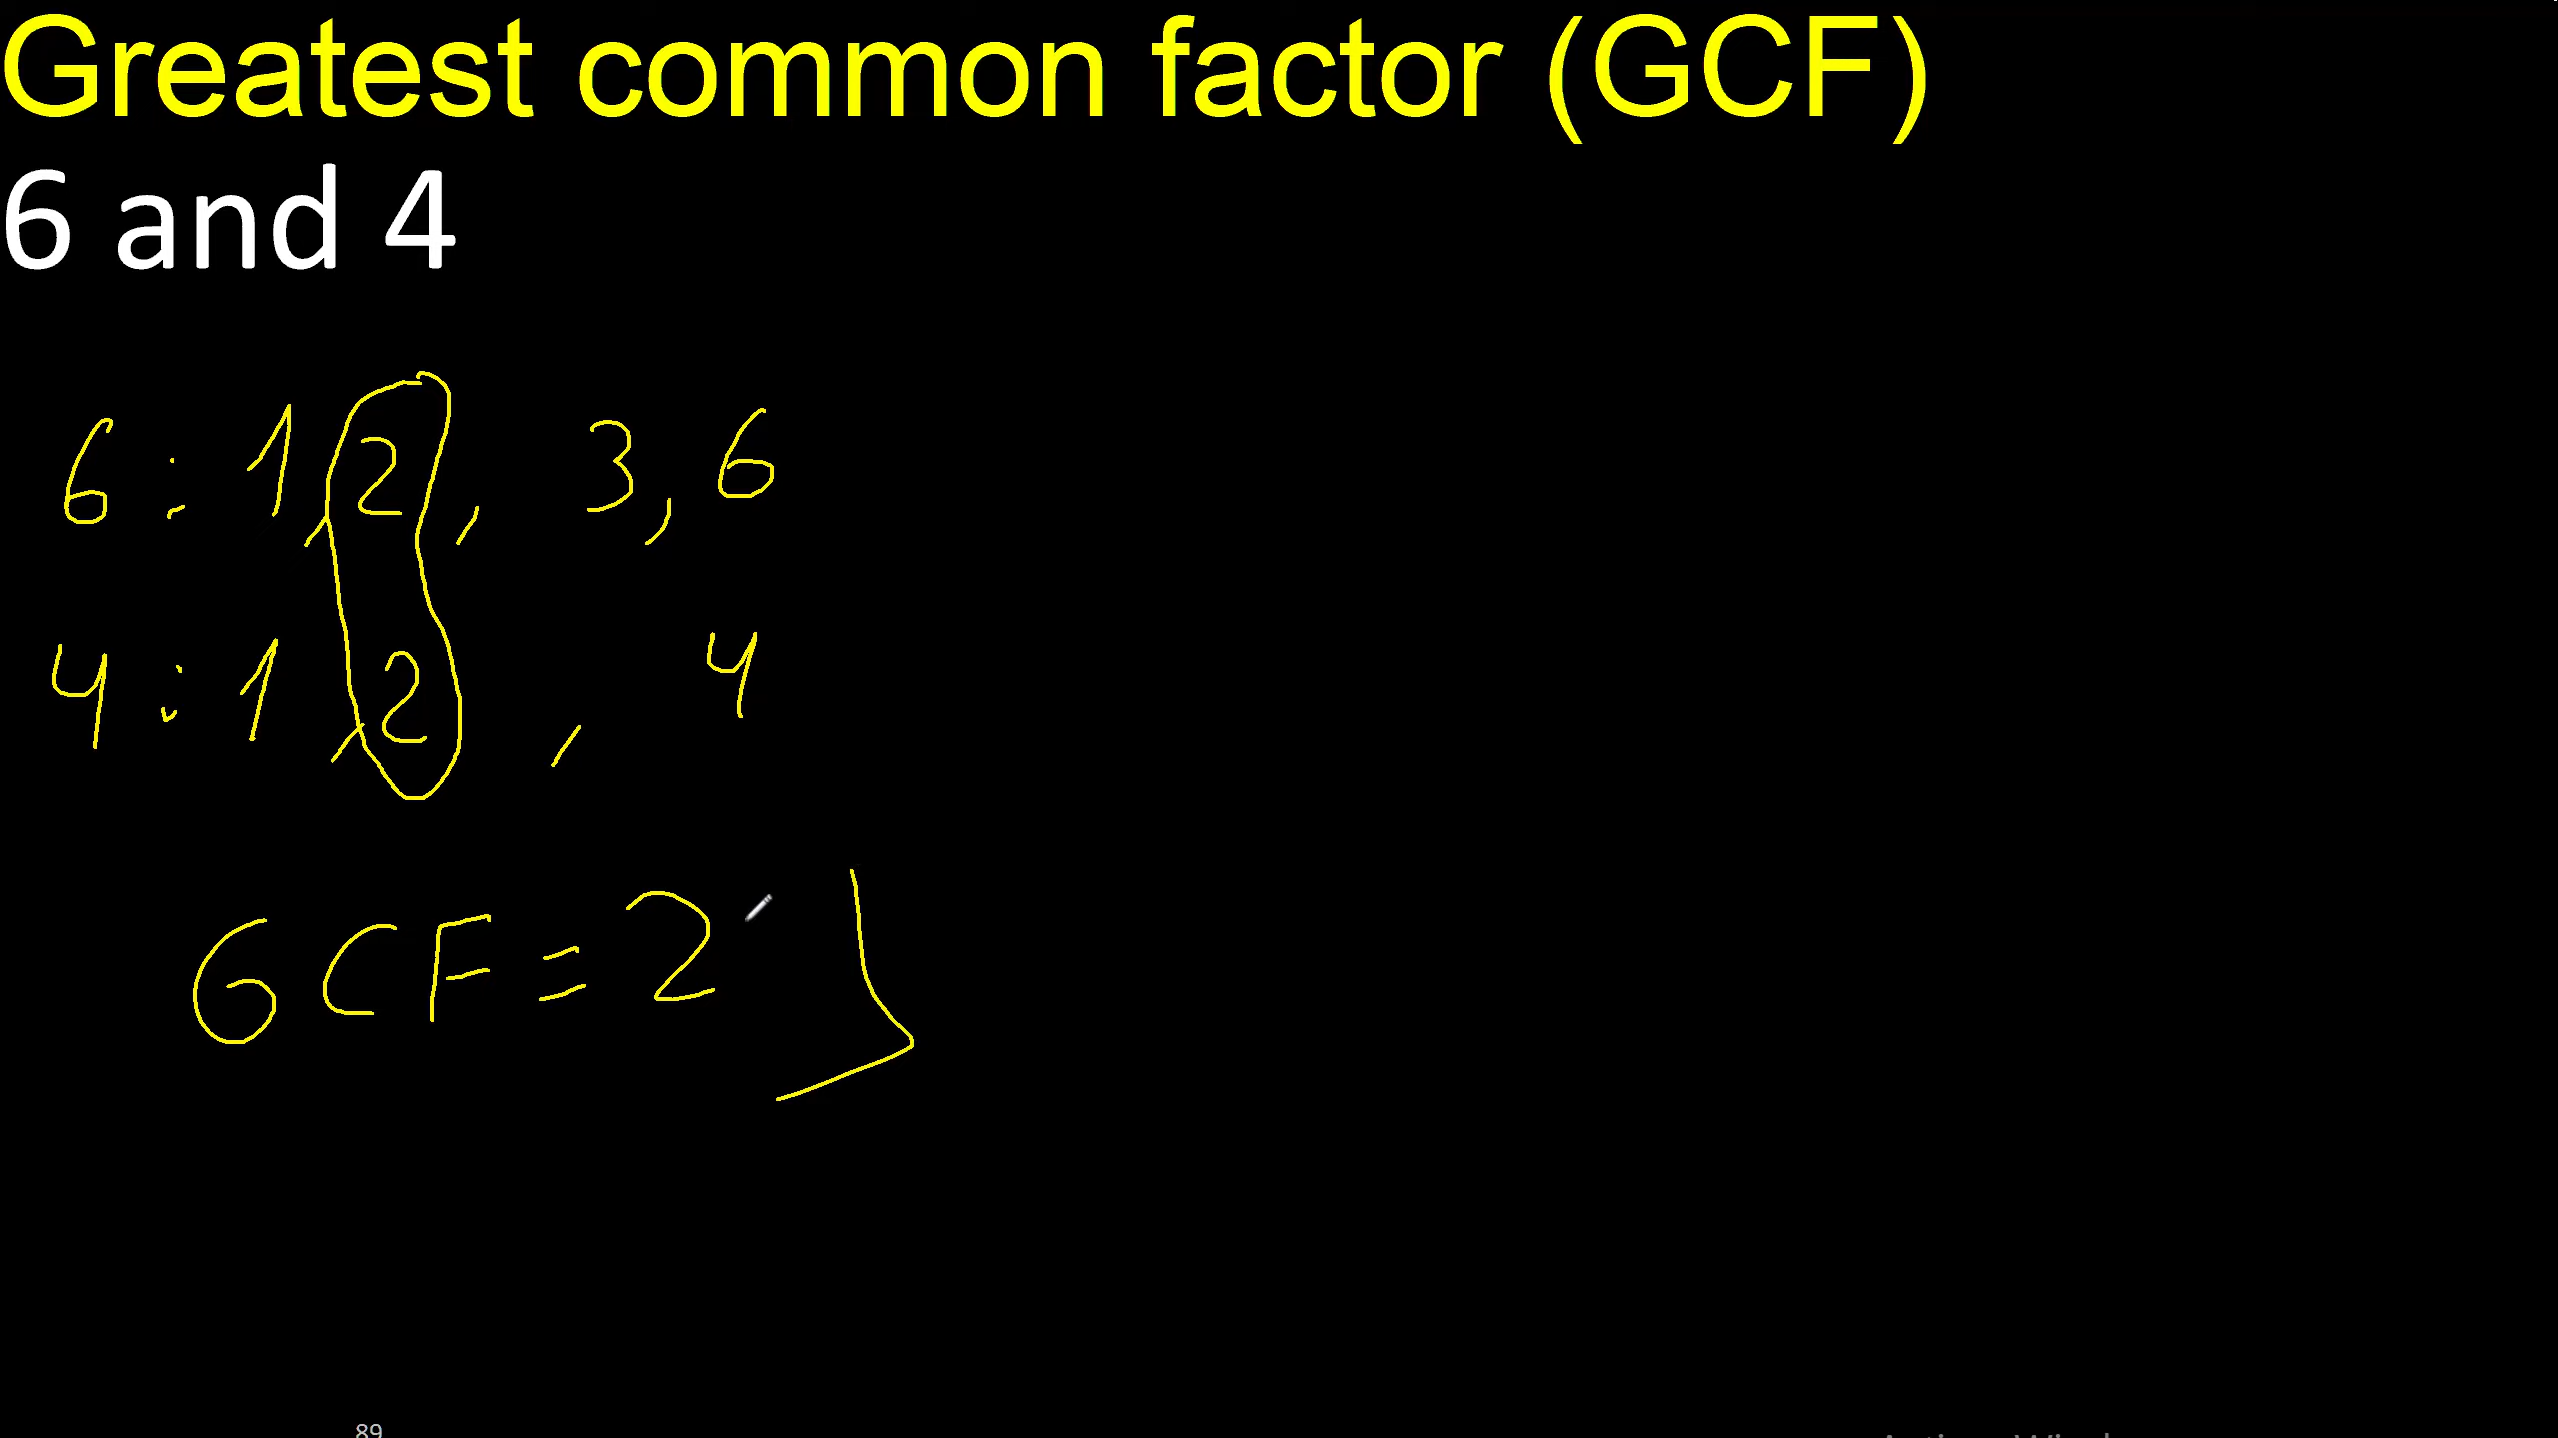 Greatest common factor (GCF)
6 and 4
6 : 1, 2, 3, 6
4 : 1, 2, 4
GCF = 2
89